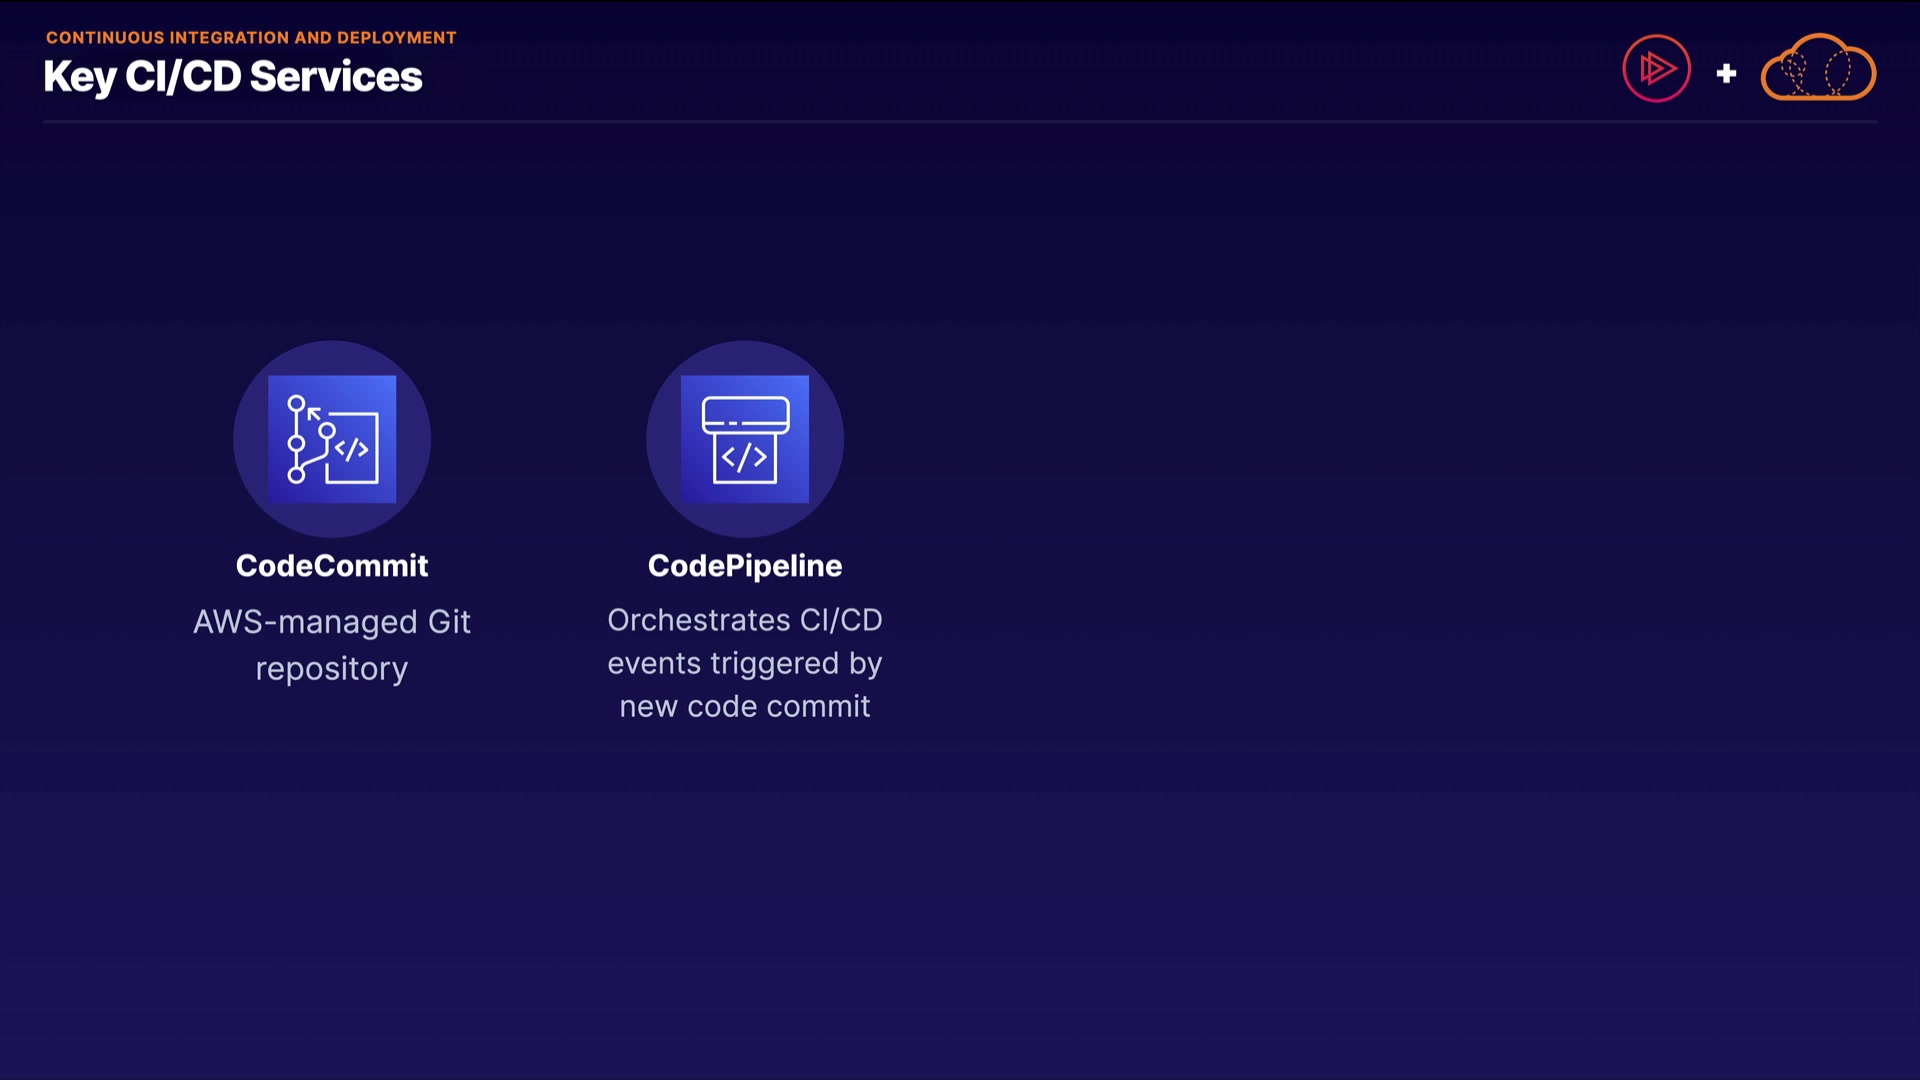 CONTINUOUS INTEGRATION AND DEPLOYMENT
Key CI/CD Services
CodeCommit
AWS-managed Git
repository
CodePipeline
Orchestrates CI/CD
events triggered by
new code commit